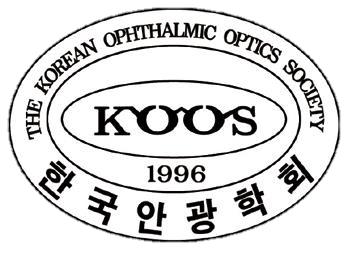 THE KOREAN OPHTHALMIC OPTICS SOCIETY
KOOS
1996
한국안광학회